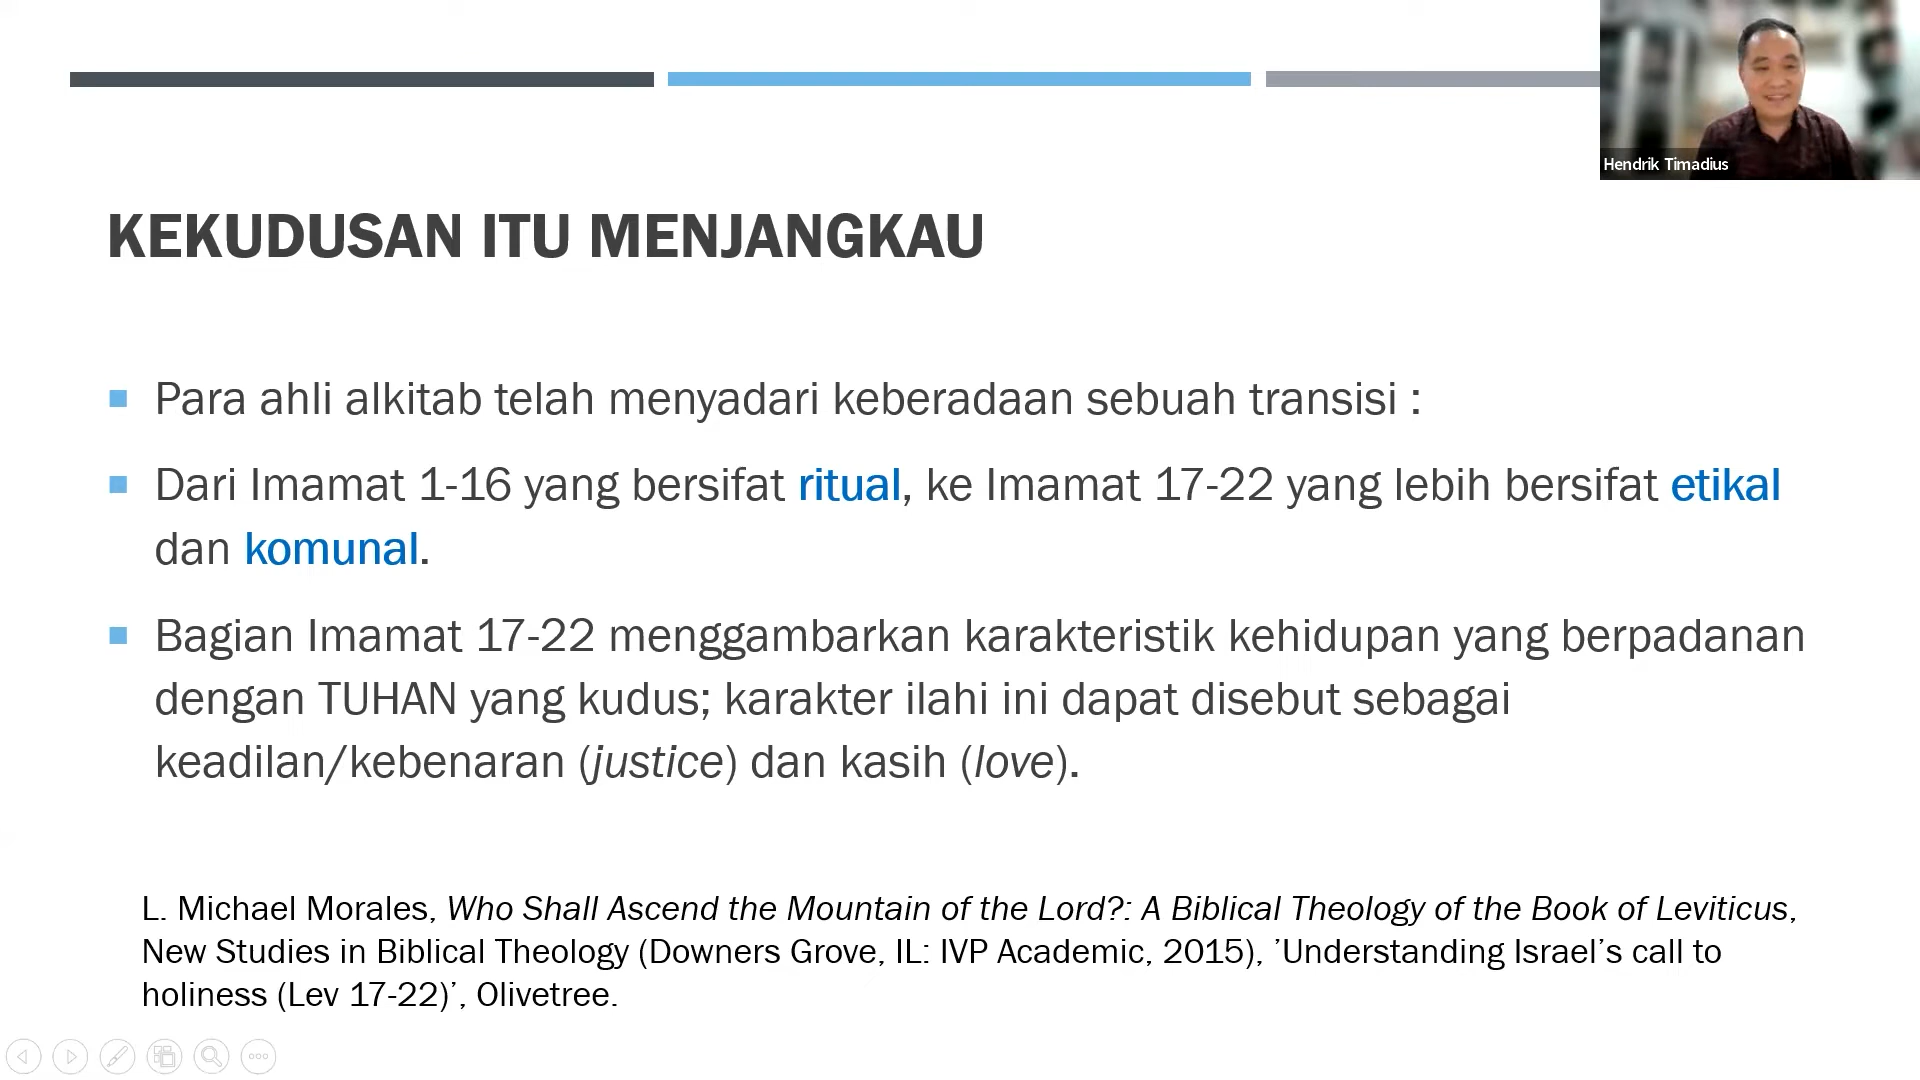 Hendrik Timadius
KEKUDUSAN ITU MENJANGKAU
Para ahli alkitab telah menyadari keberadaan sebuah transisi :
Dari Imamat 1-16 yang bersifat ritual, ke Imamat 17-22 yang lebih bersifat etikal
dan komunal.
Bagian Imamat 17-22 menggambarkan karakteristik kehidupan yang berpadanan
dengan TUHAN yang kudus; karakter ilahi ini dapat disebut sebagai
keadilan/kebenaran (justice) dan kasih (love).
L. Michael Morales, Who Shall Ascend the Mountain of the Lord?: A Biblical Theology of the Book of Leviticus,
New Studies in Biblical Theology (Downers Grove, IL: IVP Academic, 2015), ’Understanding Israel’s call to
holiness (Lev 17-22)’, Olivetree.